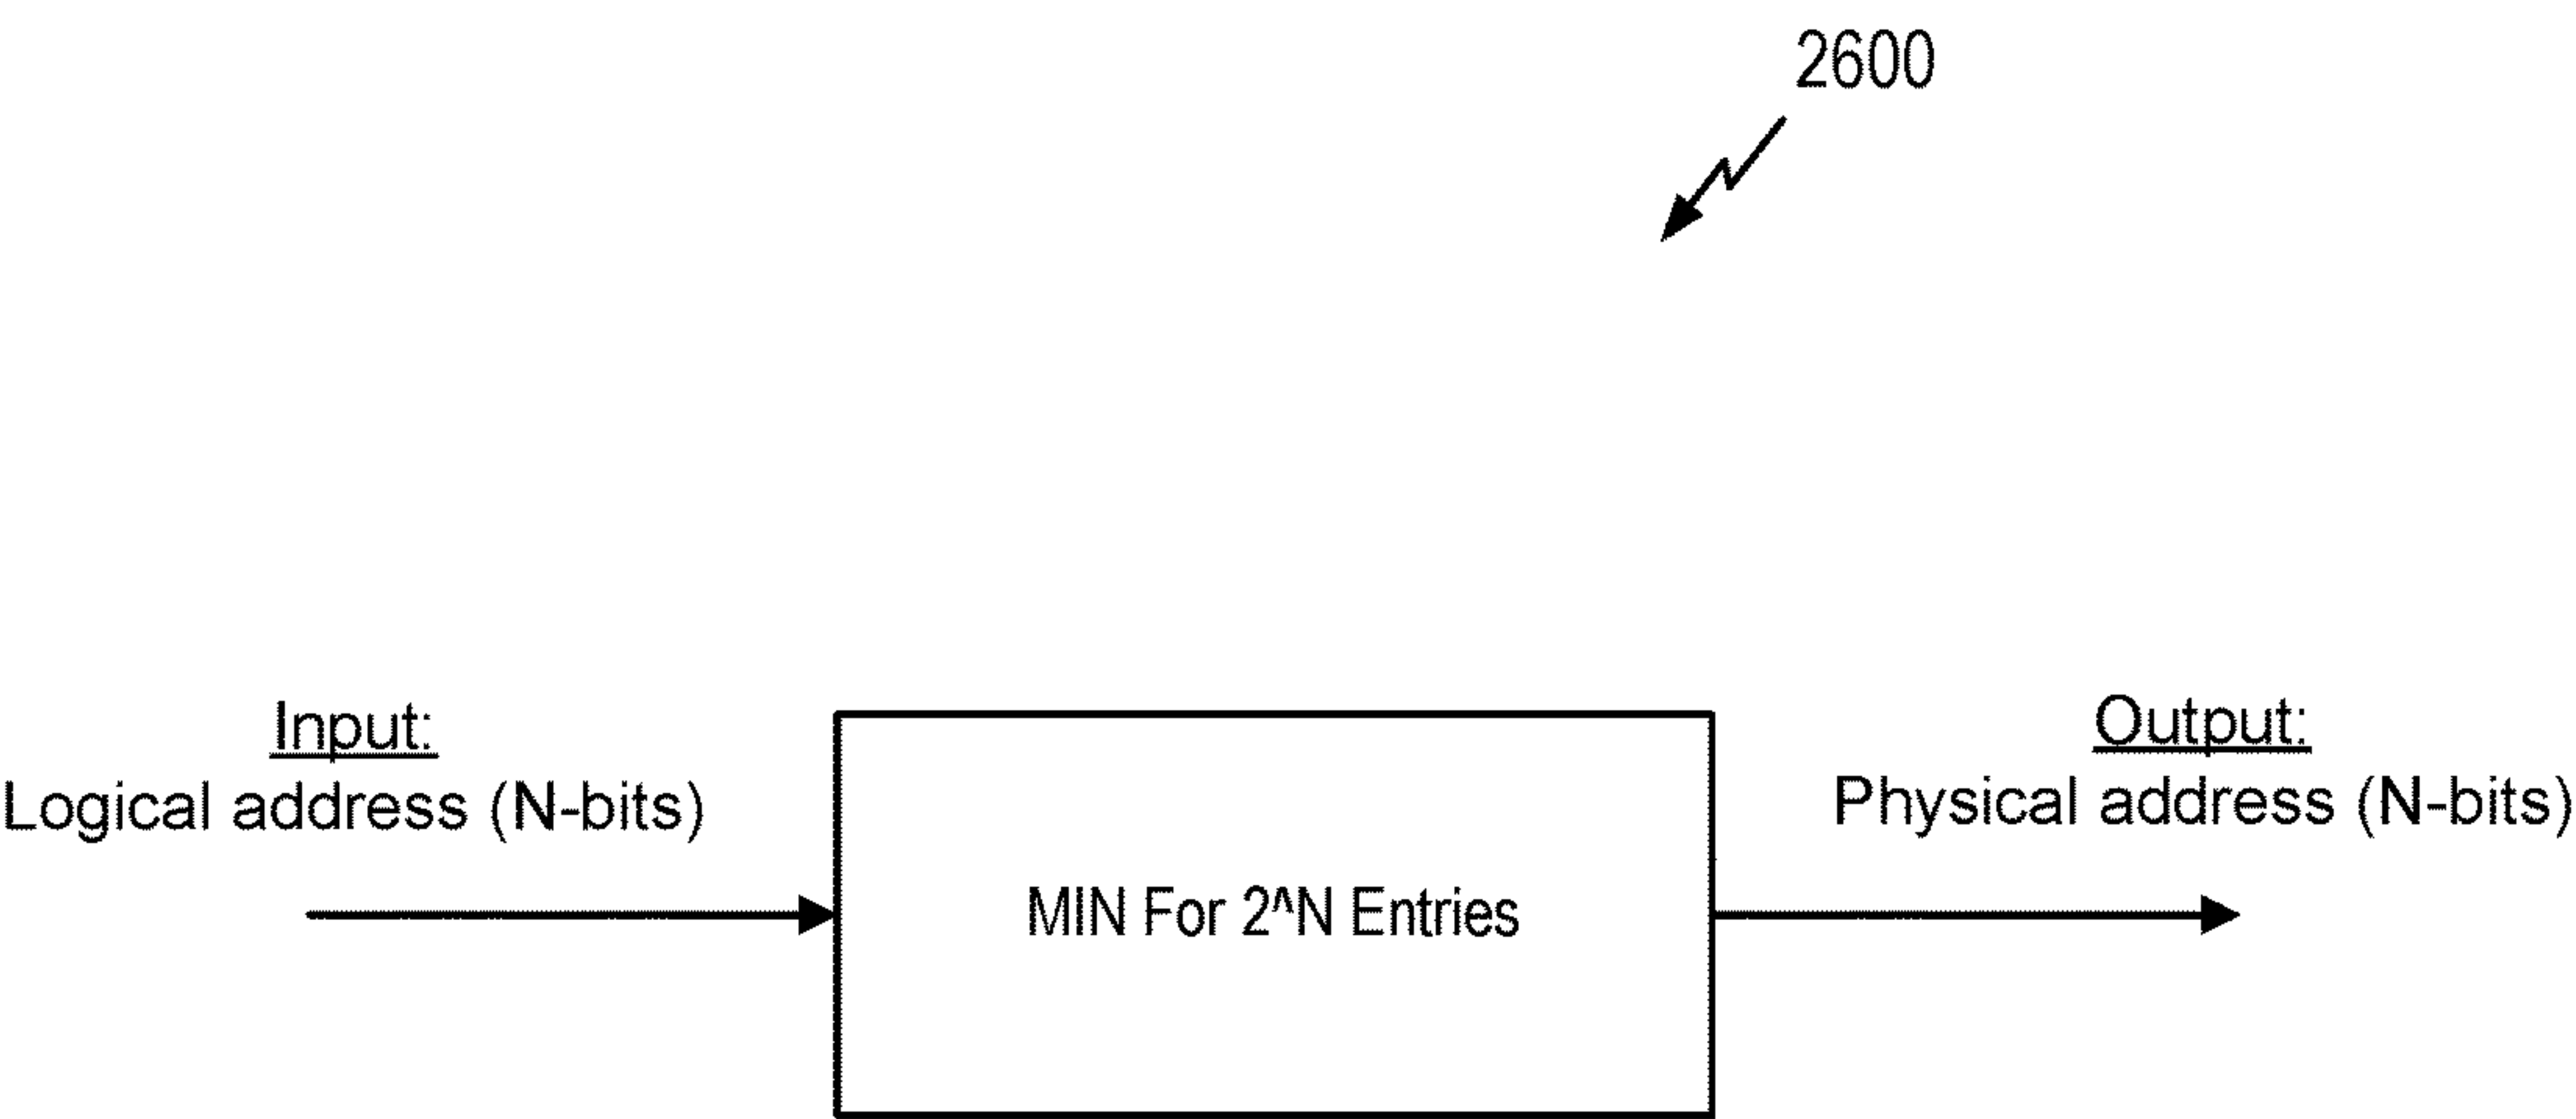 2600
Input:
Logical address (N-bits)
MIN For 2^N Entries
Output:
Physical address (N-bits)